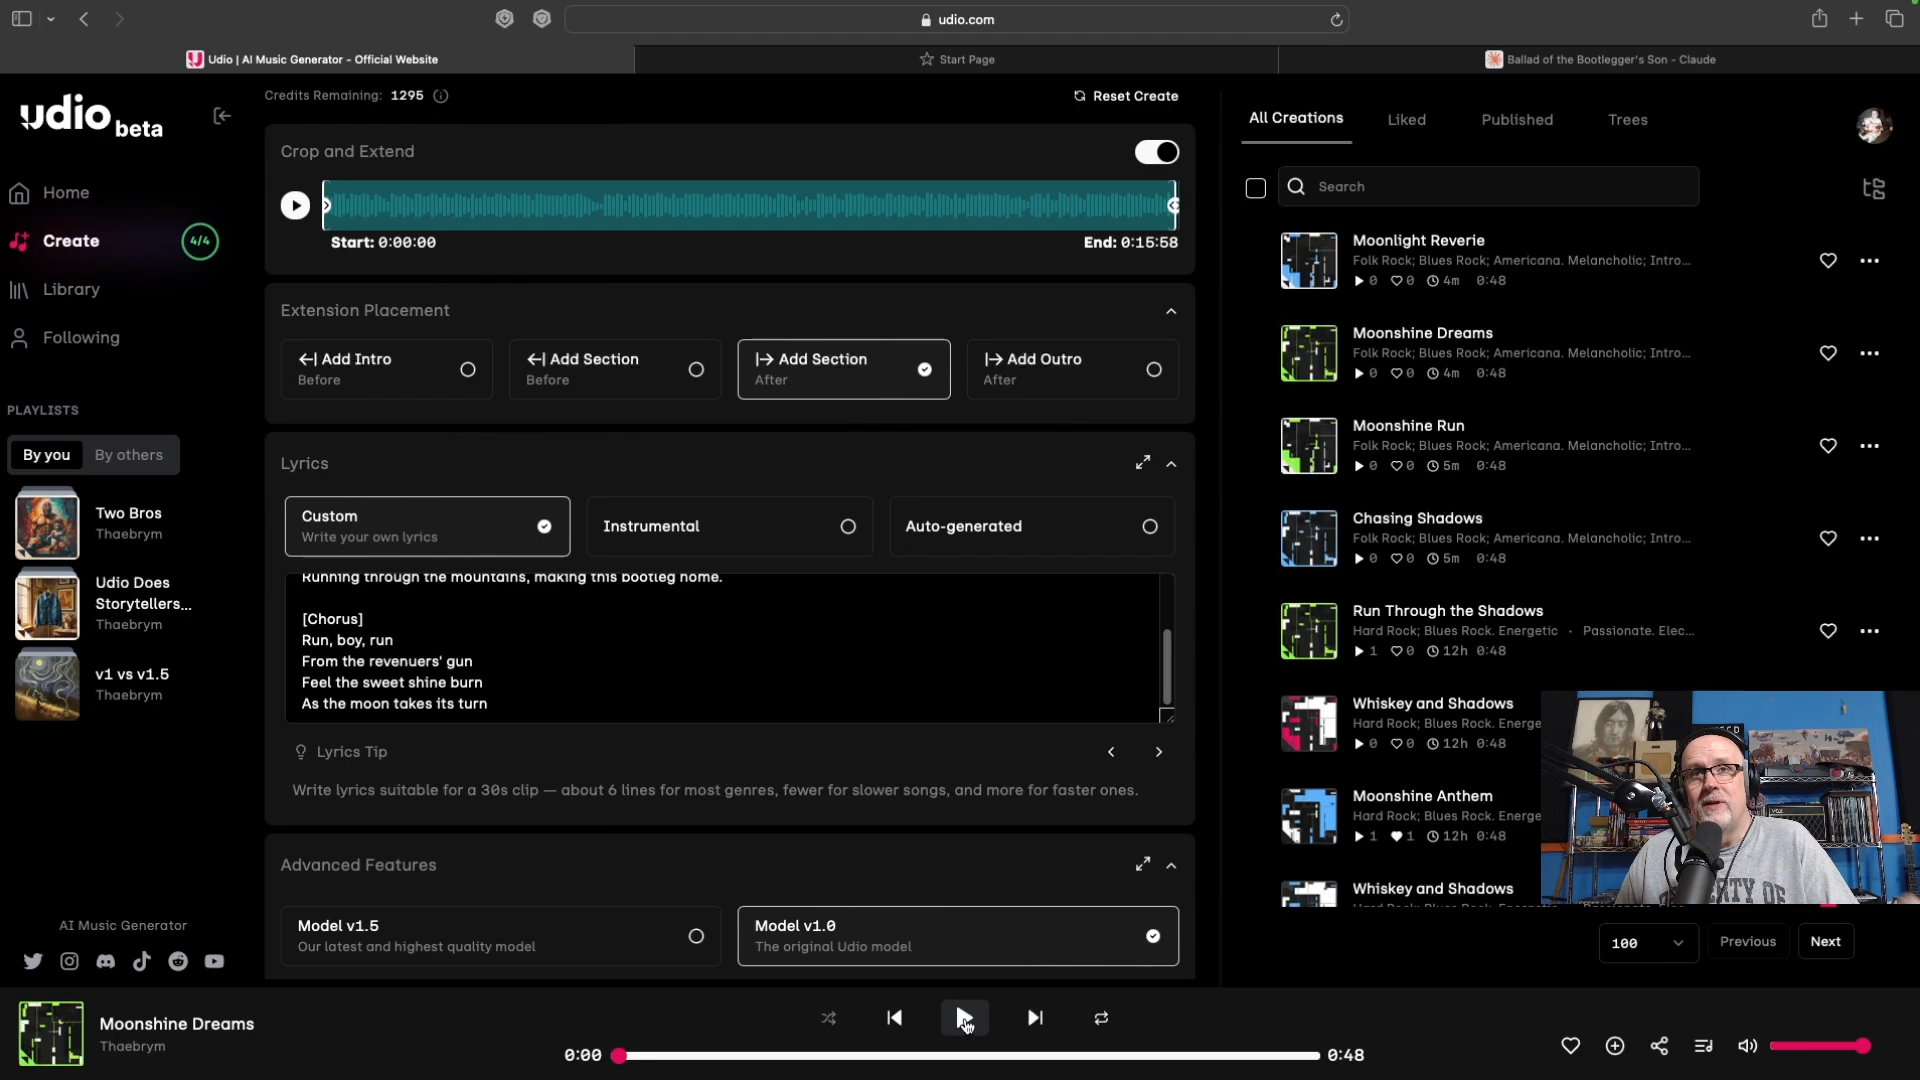 udio.com
Udio | AI Music Generator - Official Website
Start Page
Ballad of the Bootlegger's Son - Claude
udio beta
Credits Remaining: 1295
Reset Create
Crop and Extend
Start: 0:00:00
End: 0:15:58
Home
Create
4/4
Library
Following
PLAYLISTS
By you
By others
Two Bros
Thaebrym
Udio Does
Storytellers...
Thaebrym
v1 vs v1.5
Thaebrym
AI Music Generator
Extension Placement
Add Intro
Before
Add Section
Before
Add Section
After
Add Outro
After
Lyrics
Custom
Write your own lyrics
Instrumental
Auto-generated
Running through the mountains, making this bootleg home.
[Chorus]
Run, boy, run
From the revenuers' gun
Feel the sweet shine burn
As the moon takes its turn
Lyrics Tip
Write lyrics suitable for a 30s clip — about 6 lines for most genres, fewer for slower songs, and more for faster ones.
Advanced Features
Model v1.5
Our latest and highest quality model
Model v1.0
The original Udio model
All Creations
Liked
Published
Trees
Search
Moonlight Reverie
Folk Rock; Blues Rock; Americana. Melancholic; Intro...
0 0 4m 0:48
Moonshine Dreams
Folk Rock; Blues Rock; Americana. Melancholic; Intro...
0 0 4m 0:48
Moonshine Run
Folk Rock; Blues Rock; Americana. Melancholic; Intro...
0 0 5m 0:48
Chasing Shadows
Folk Rock; Blues Rock; Americana. Melancholic; Intro...
0 0 5m 0:48
Run Through the Shadows
Hard Rock; Blues Rock. Energetic · Passionate. Elec...
1 0 12h 0:48
Whiskey and Shadows
Hard Rock; Blues Rock. Energe
0 0 12h 0:48
Moonshine Anthem
Hard Rock; Blues Rock. Energe
1 1 12h 0:48
Whiskey and Shadows
VOX
PROPERTY OF
100
Previous
Next
Moonshine Dreams
Thaebrym
0:00
0:48